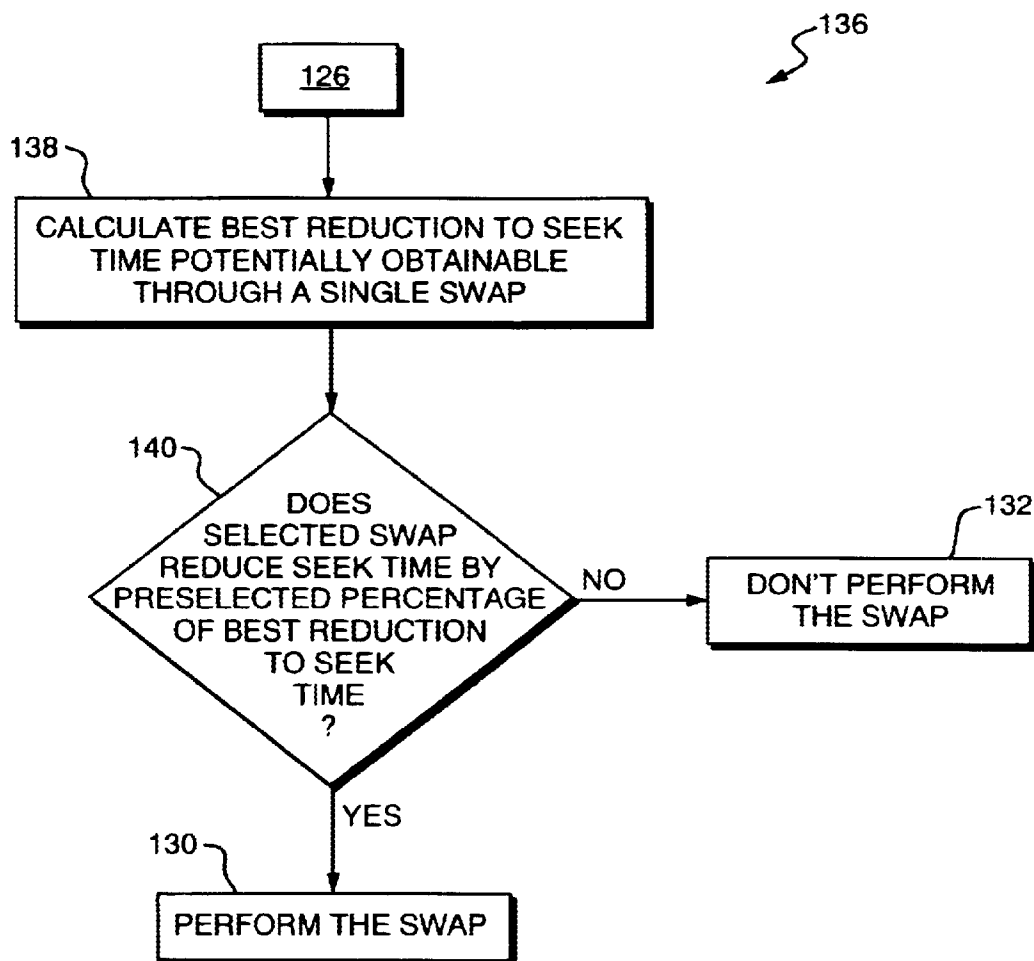 136
126
138
CALCULATE BEST REDUCTION TO SEEK
TIME POTENTIALLY OBTAINABLE
THROUGH A SINGLE SWAP
140
DOES
SELECTED SWAP
REDUCE SEEK TIME BY
PRESELECTED PERCENTAGE
OF BEST REDUCTION
TO SEEK
TIME
?
NO
132
DON'T PERFORM
THE SWAP
YES
130
PERFORM THE SWAP